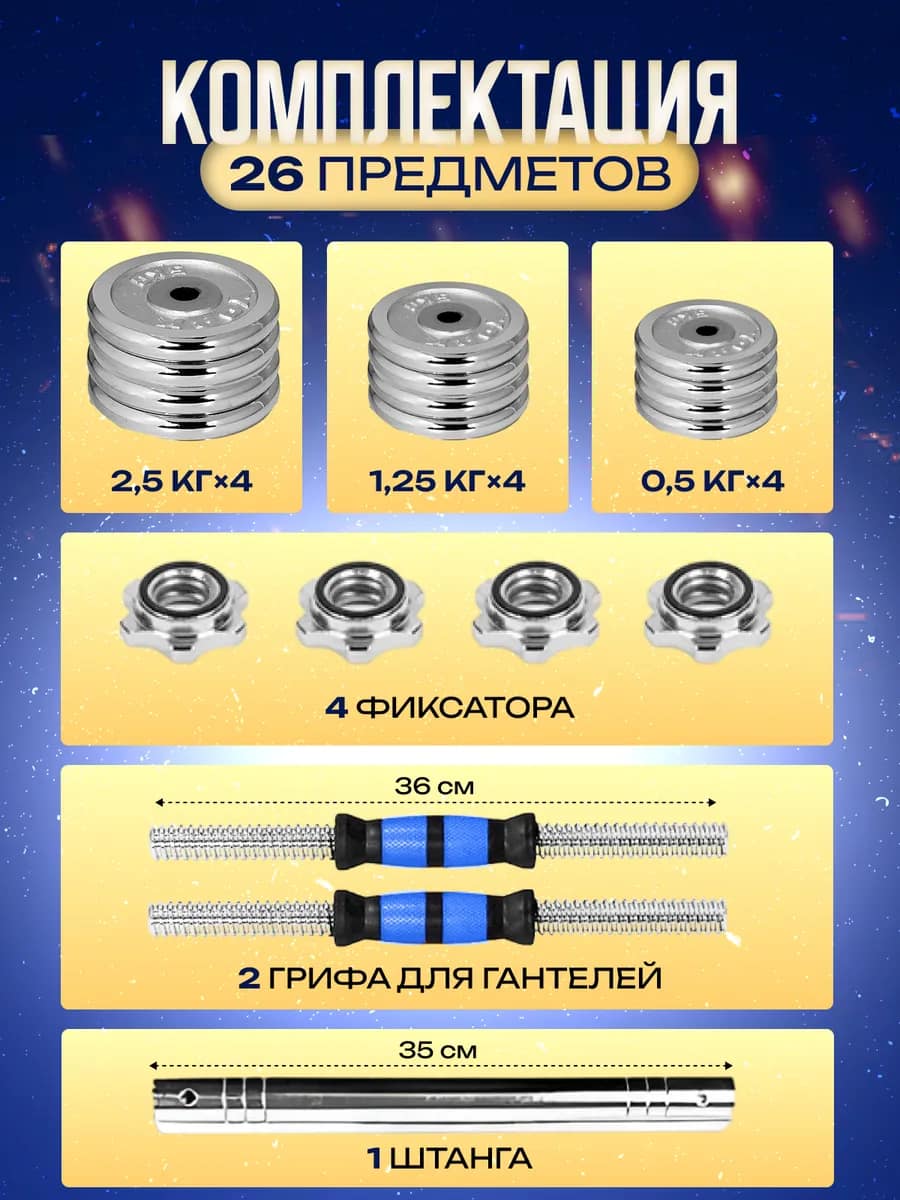 КОМПЛЕКТАЦИЯ
26 ПРЕДМЕТОВ
2,5 КГ×4
1,25 КГ×4
0,5 КГ×4
4 ФИКСАТОРА
36 см
2 ГРИФА ДЛЯ ГАНТЕЛЕЙ
35 см
1 ШТАНГА